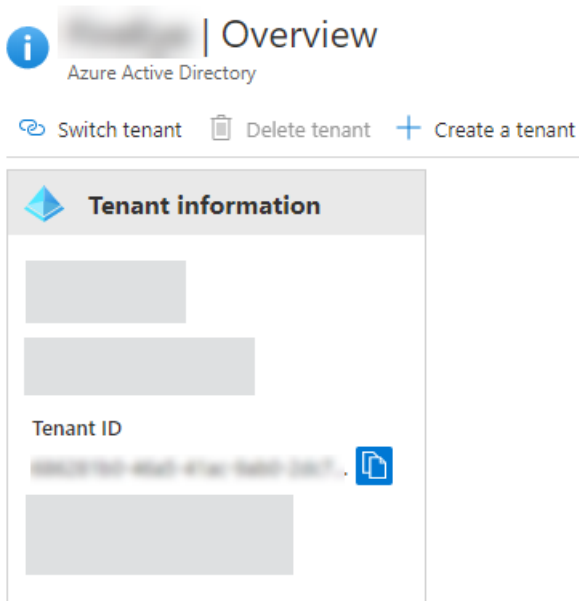 | Overview
Azure Active Directory
Switch tenant Delete tenant Create a tenant
Tenant information
Tenant ID